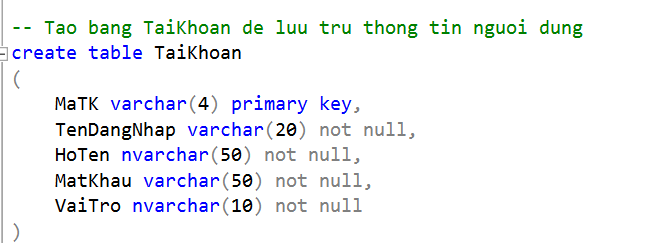 -- Tao bang TaiKhoan de luu tru thong tin nguoi dung
create table TaiKhoan
(
MaTK varchar(4) primary key,
TenDangNhap varchar(20) not null,
HoTen nvarchar(50) not null,
MatKhau varchar(50) not null,
VaiTro nvarchar(10) not null
)